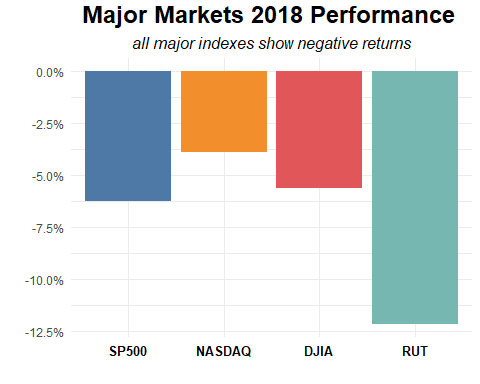 Major Markets 2018 Performance
all major indexes show negative returns
0.0%
-2.5%
-5.0%
-7.5%
-10.0%
-12.5%
SP500 NASDAQ DJIA RUT